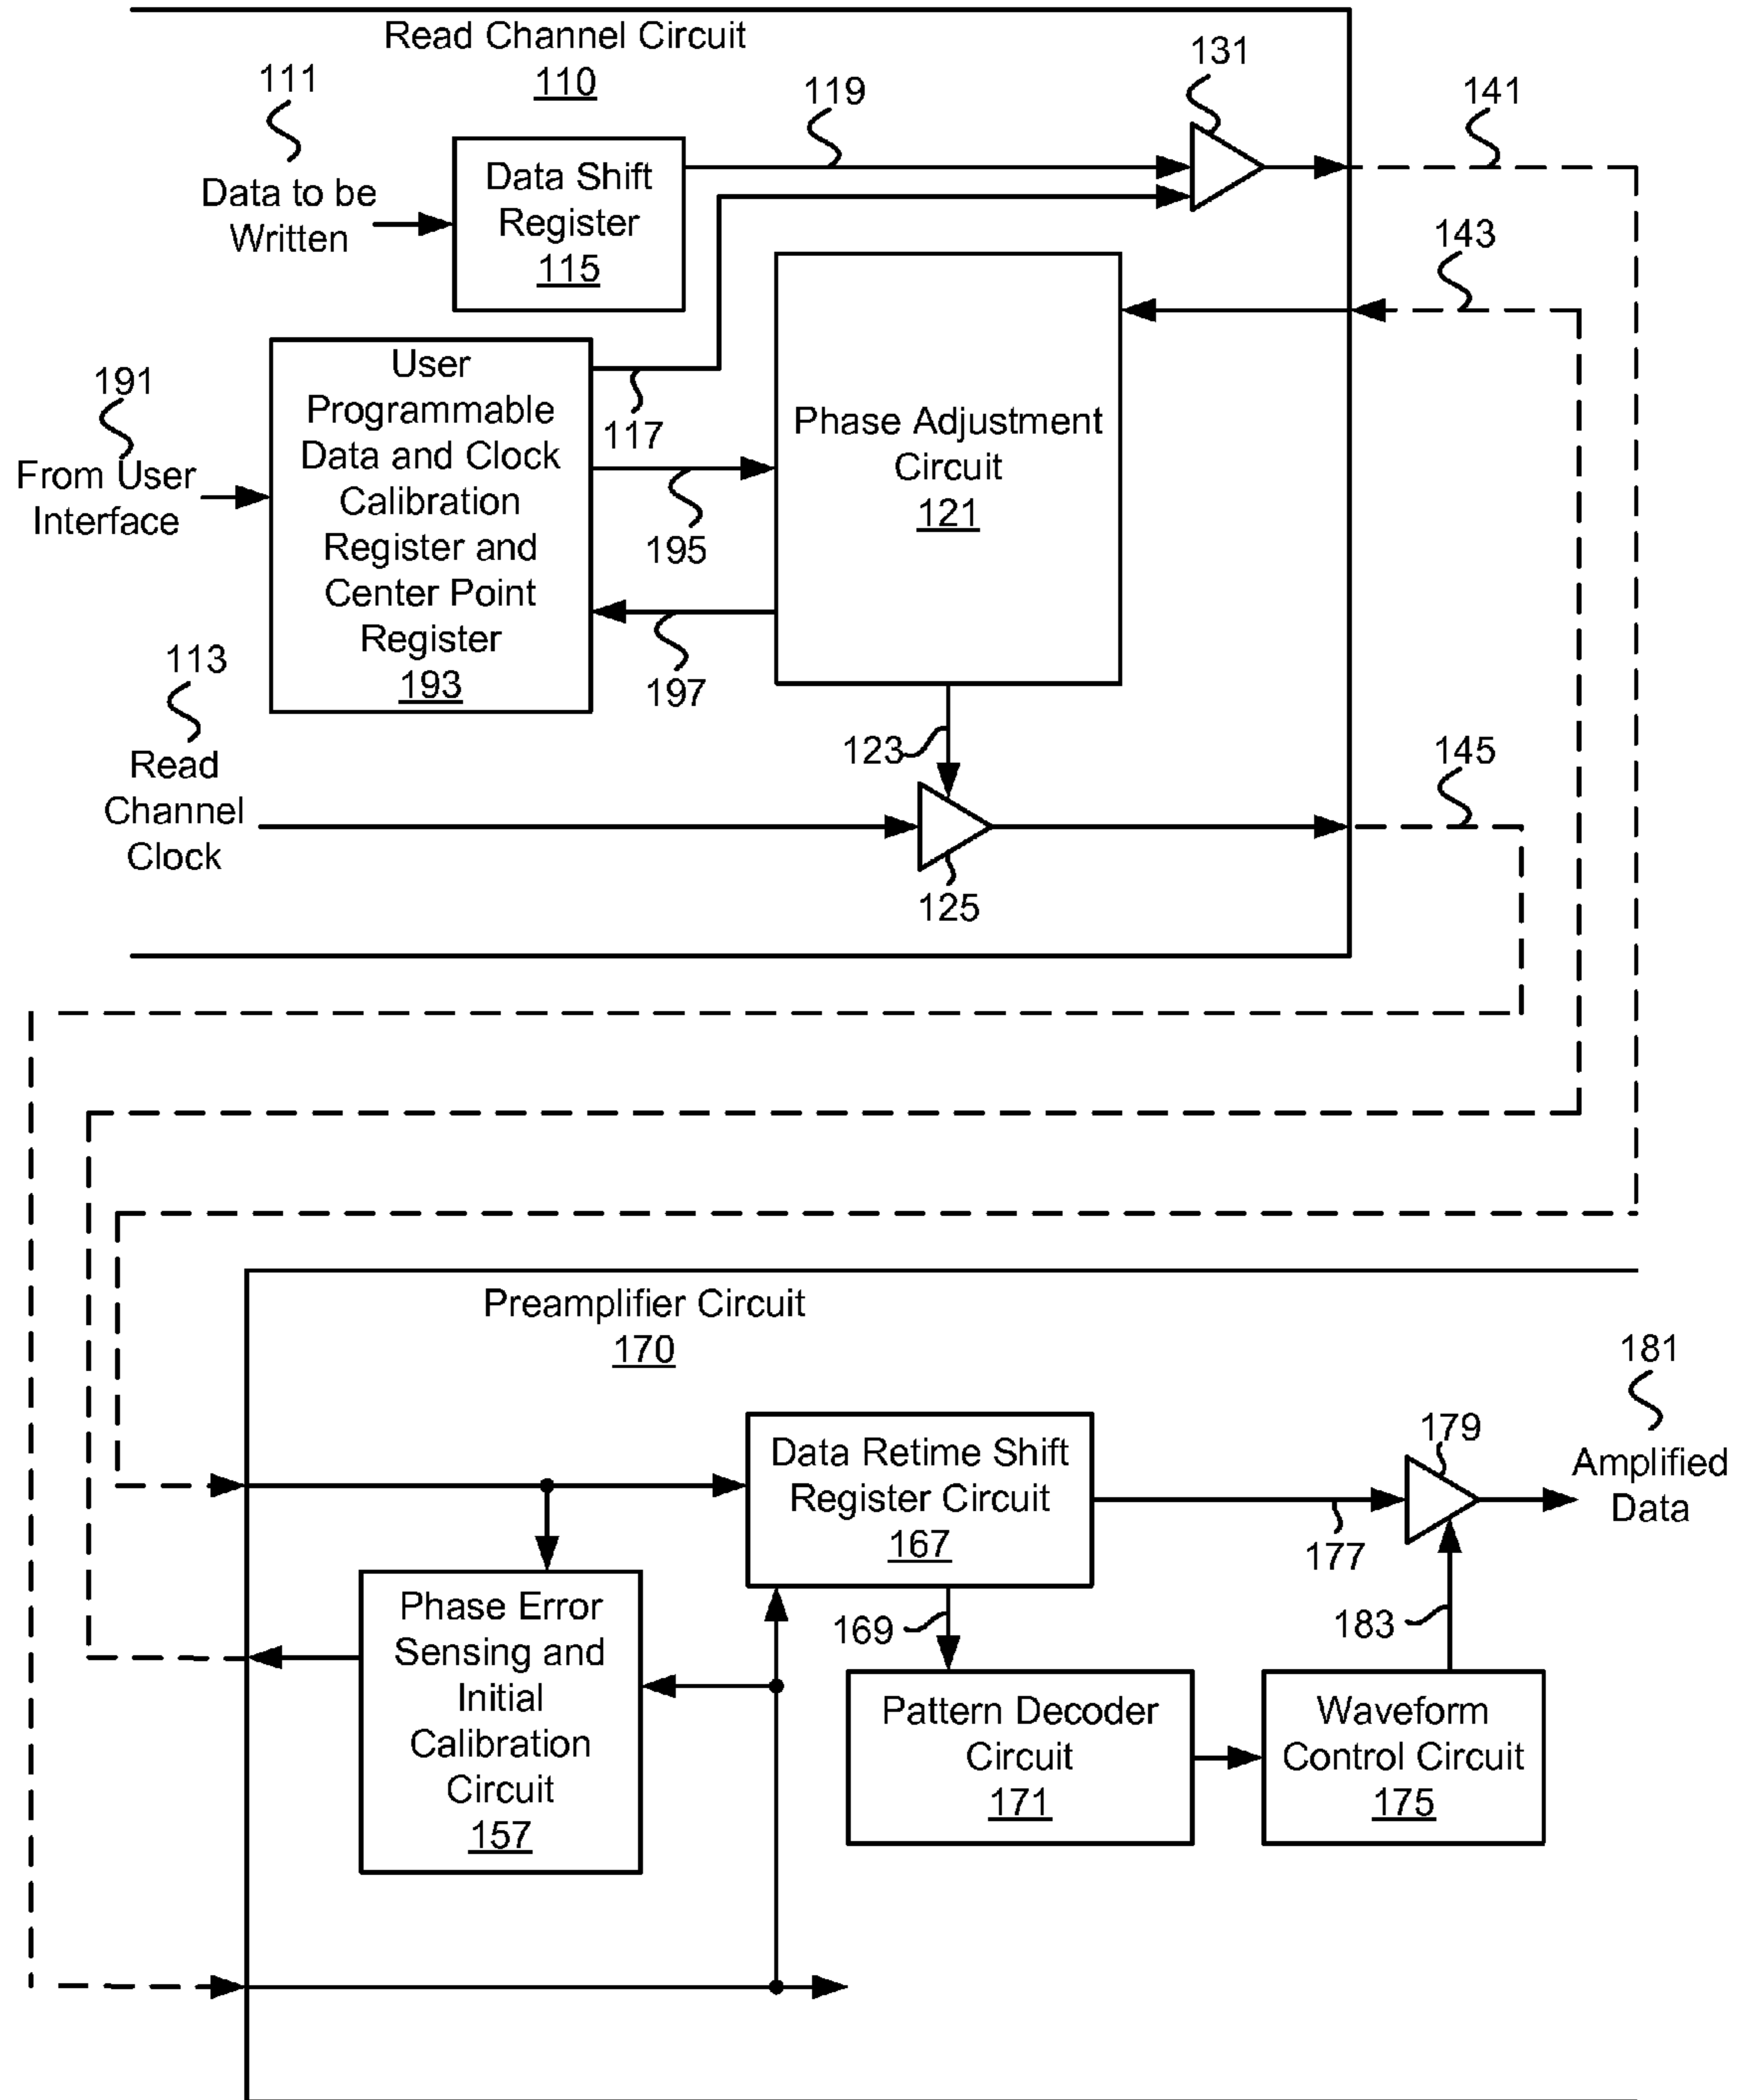 Read Channel Circuit
110
111
Data to be
Written
Data Shift
Register
115
119
131
141
143
191
From User
Interface
User
Programmable
Data and Clock
Calibration
Register and
Center Point
Register
193
117
195
197
Phase Adjustment
Circuit
121
113
Read
Channel
Clock
123
125
145
Preamplifier Circuit
170
181
Amplified
Data
179
Data Retime Shift
Register Circuit
167
177
Phase Error
Sensing and
Initial
Calibration
Circuit
157
169
183
Pattern Decoder
Circuit
171
Waveform
Control Circuit
175